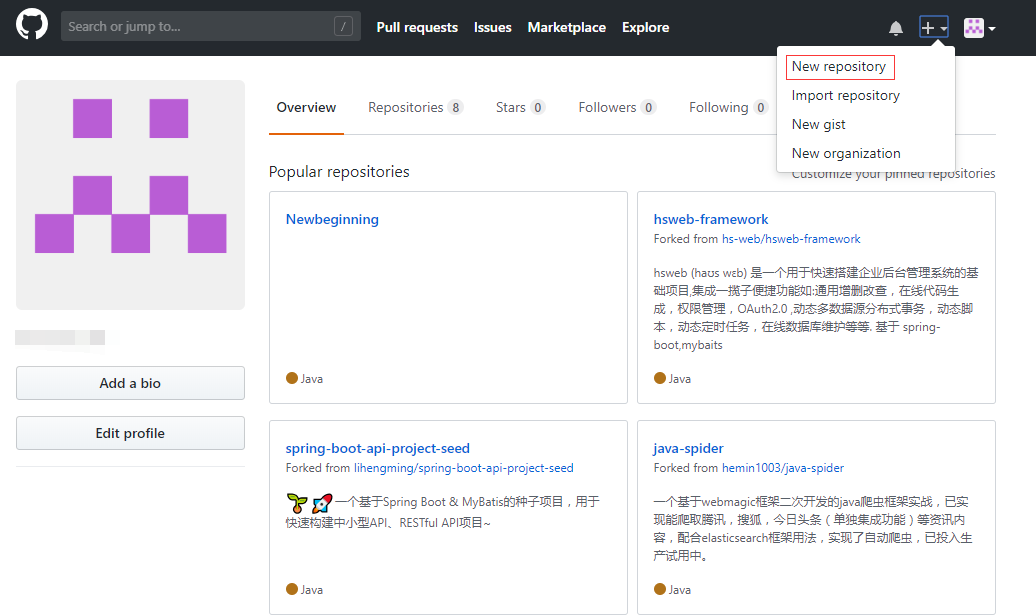 Search or jump to... /
Pull requests Issues Marketplace Explore
New repository
Import repository
New gist
New organization
Overview Repositories 8 Stars 0 Followers 0 Following 0
Popular repositories
Customize your pinned repositories
Newbeginning
Java
hsweb-framework
Forked from hs-web/hsweb-framework
hsweb (haʊs wɛb) 是一个用于快速搭建企业后台管理系统的基
础项目,集成一揽子便捷功能如:通用增删改查，在线代码生
成，权限管理，OAuth2.0 ,动态多数据源分布式事务，动态脚
本，动态定时任务，在线数据库维护等等. 基于 spring-
boot,mybaits
Java
Add a bio
Edit profile
spring-boot-api-project-seed
Forked from lihengming/spring-boot-api-project-seed
一个基于Spring Boot & MyBatis的种子项目，用于
快速构建中小型API、RESTful API项目~
Java
java-spider
Forked from hemin1003/java-spider
一个基于webmagic框架二次开发的java爬虫框架实战，已实
现能爬取腾讯，搜狐，今日头条（单独集成功能）等资讯内
容，配合elasticsearch框架用法，实现了自动爬虫，已投入生
产试用中。
Java